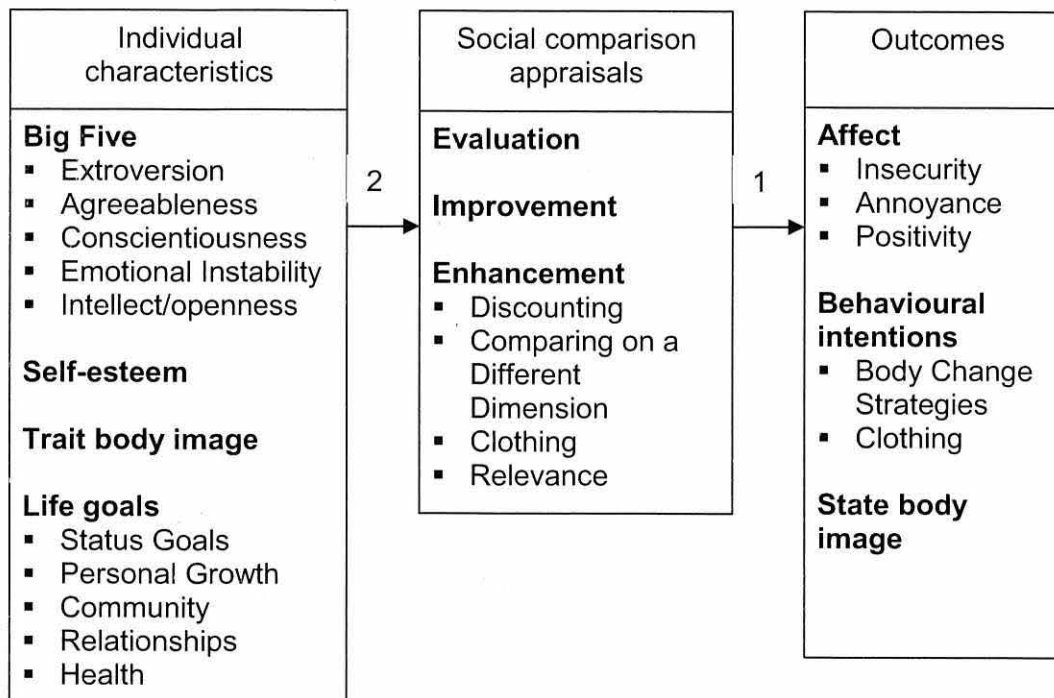 Individual
characteristics
Big Five
▪ Extroversion
▪ Agreeableness
▪ Conscientiousness
▪ Emotional Instability
▪ Intellect/openness
Self-esteem
Trait body image
Life goals
▪ Status Goals
▪ Personal Growth
▪ Community
▪ Relationships
▪ Health
2
Social comparison
appraisals
Evaluation
Improvement
Enhancement
▪ Discounting
▪ Comparing on a
Different
Dimension
▪ Clothing
▪ Relevance
1
Outcomes
Affect
▪ Insecurity
▪ Annoyance
▪ Positivity
Behavioural
intentions
▪ Body Change
Strategies
▪ Clothing
State body
image